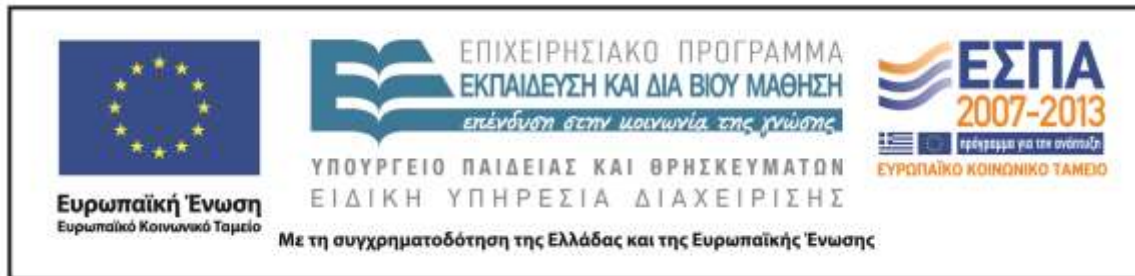 Ευρωπαϊκή Ένωση
Ευρωπαϊκό Κοινωνικό Ταμείο
ΕΠΙΧΕΙΡΗΣΙΑΚΟ ΠΡΟΓΡΑΜΜΑ
ΕΚΠΑΙΔΕΥΣΗ ΚΑΙ ΔΙΑ ΒΙΟΥ ΜΑΘΗΣΗ
επένδυση στην κοινωνία της γνώσης
ΥΠΟΥΡΓΕΙΟ ΠΑΙΔΕΙΑΣ ΚΑΙ ΘΡΗΣΚΕΥΜΑΤΩΝ
ΕΙΔΙΚΗ ΥΠΗΡΕΣΙΑ ΔΙΑΧΕΙΡΙΣΗΣ
ΕΣΠΑ
2007-2013
πρόγραμμα για την ανάπτυξη
ΕΥΡΩΠΑΪΚΟ ΚΟΙΝΩΝΙΚΟ ΤΑΜΕΙΟ
Με τη συγχρηματοδότηση της Ελλάδας και της Ευρωπαϊκής Ένωσης